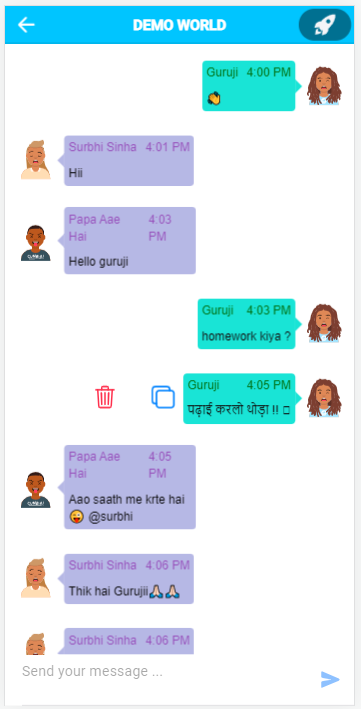 DEMO WORLD
Guruji 4:00 PM
👏
Surbhi Sinha 4:01 PM
Hii
Papa Aae 4:03
Hai PM
Hello guruji
Guruji 4:03 PM
homework kiya ?
Guruji 4:05 PM
पढ़ाई करलो थोड़ा !! 
Papa Aae 4:05
Hai PM
Aao saath me krte hai
😜 @surbhi
Surbhi Sinha 4:06 PM
Thik hai Gurujii🙏🙏
Surbhi Sinha 4:06 PM
Send your message ...